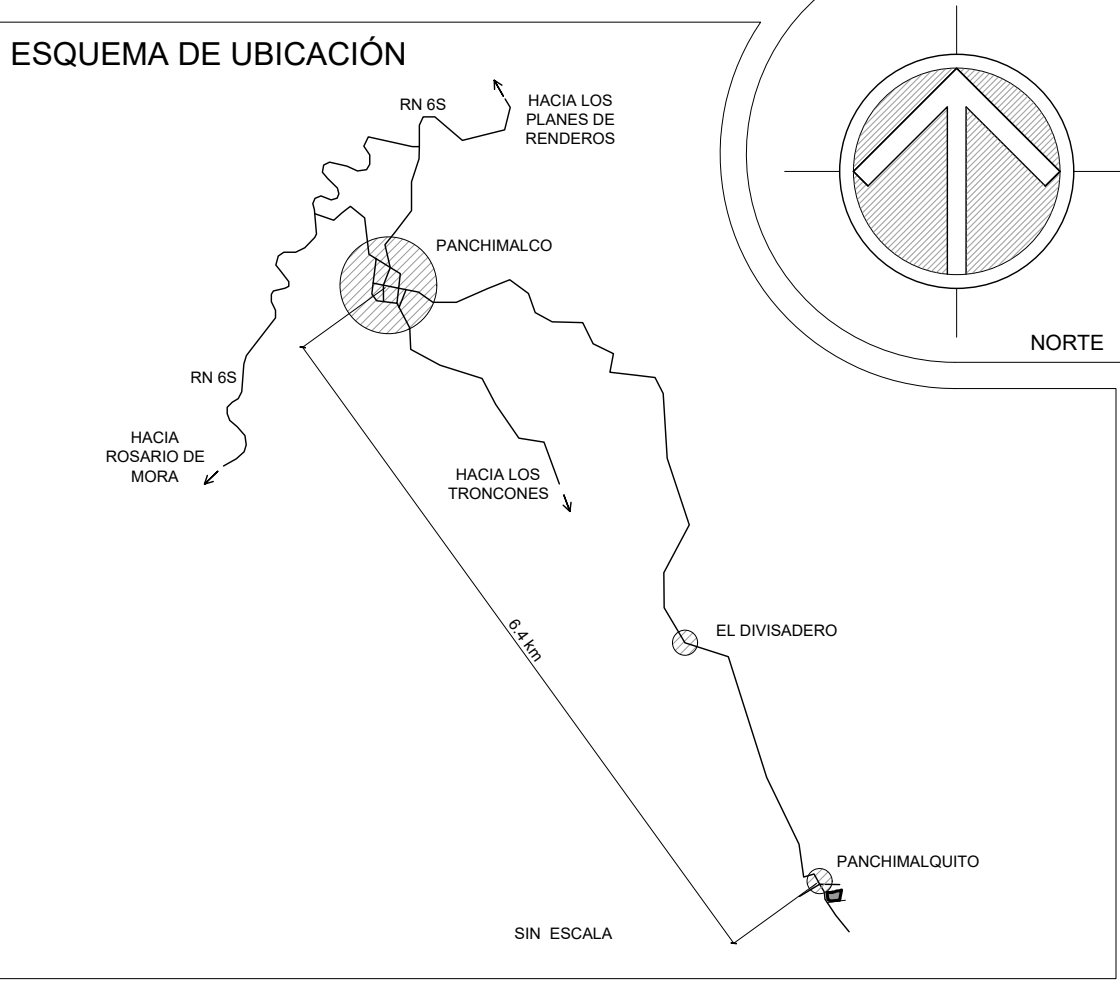 ESQUEMA DE UBICACIÓN
RN 6S
HACIA LOS
PLANES DE
RENDEROS
PANCHIMALCO
NORTE
RN 6S
HACIA
ROSARIO DE
MORA
HACIA LOS
TRONCONES
6.4 km
EL DIVISADERO
PANCHIMALQUITO
SIN ESCALA